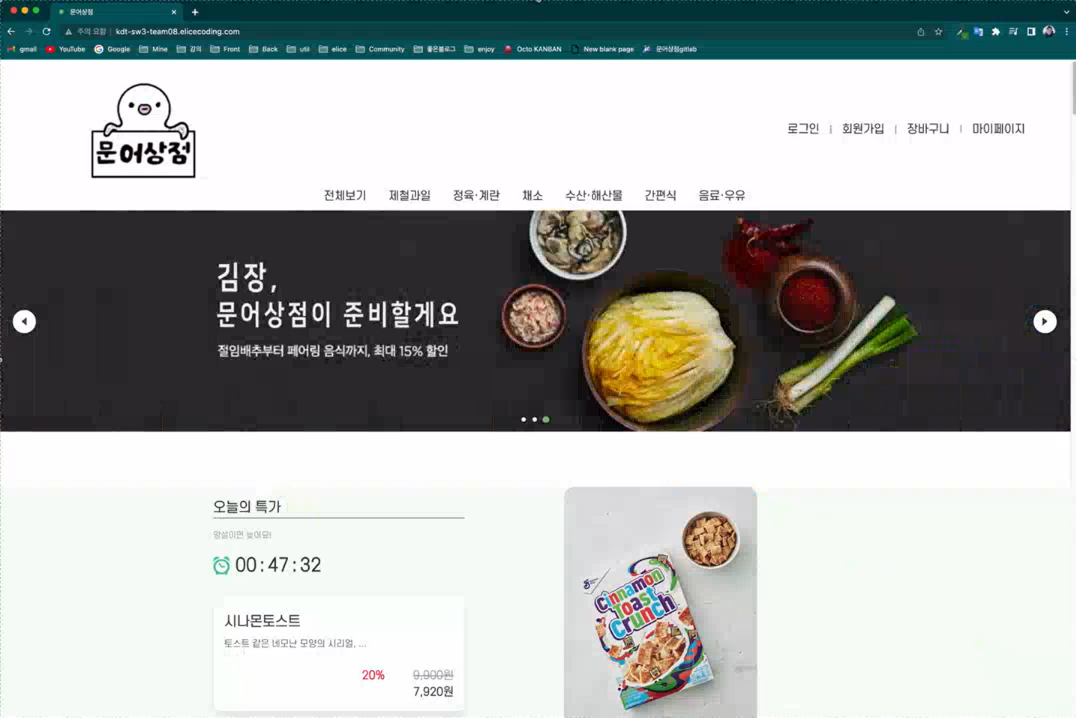 문어상점
주의 요함 | kdt-sw3-team08.elicecoding.com
gmail YouTube Google Mine 강의 Front Back util elice Community 좋은블로그 enjoy Octo KANBAN New blank page 문어상점gitlab
문어상점
로그인 | 회원가입 | 장바구니 | 마이페이지
전체보기 제철과일 정육·계란 채소 수산·해산물 간편식 음료·우유
김장,
문어상점이 준비할게요
절임배추부터 페어링 음식까지, 최대 15% 할인
오늘의 특가
망설이면 늦어요!
00:47:32
시나몬토스트
토스트 같은 네모난 모양의 시리얼, ...
20% 9,900원
7,920원
Cinnamon
Toast
Crunch